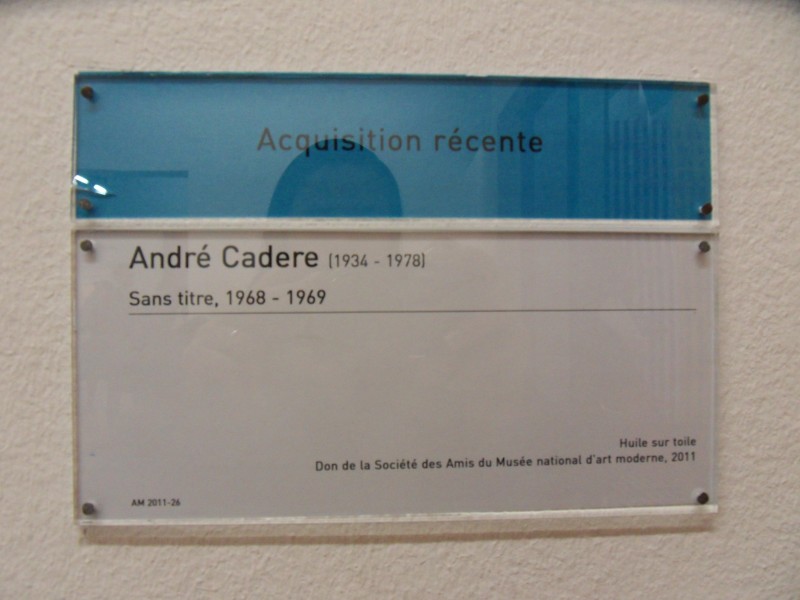 Acquisition récente
André Cadere (1934 - 1978)
Sans titre, 1968 - 1969
Huile sur toile
Don de la Société des Amis du Musée national d'art moderne, 2011
AM 2011-26